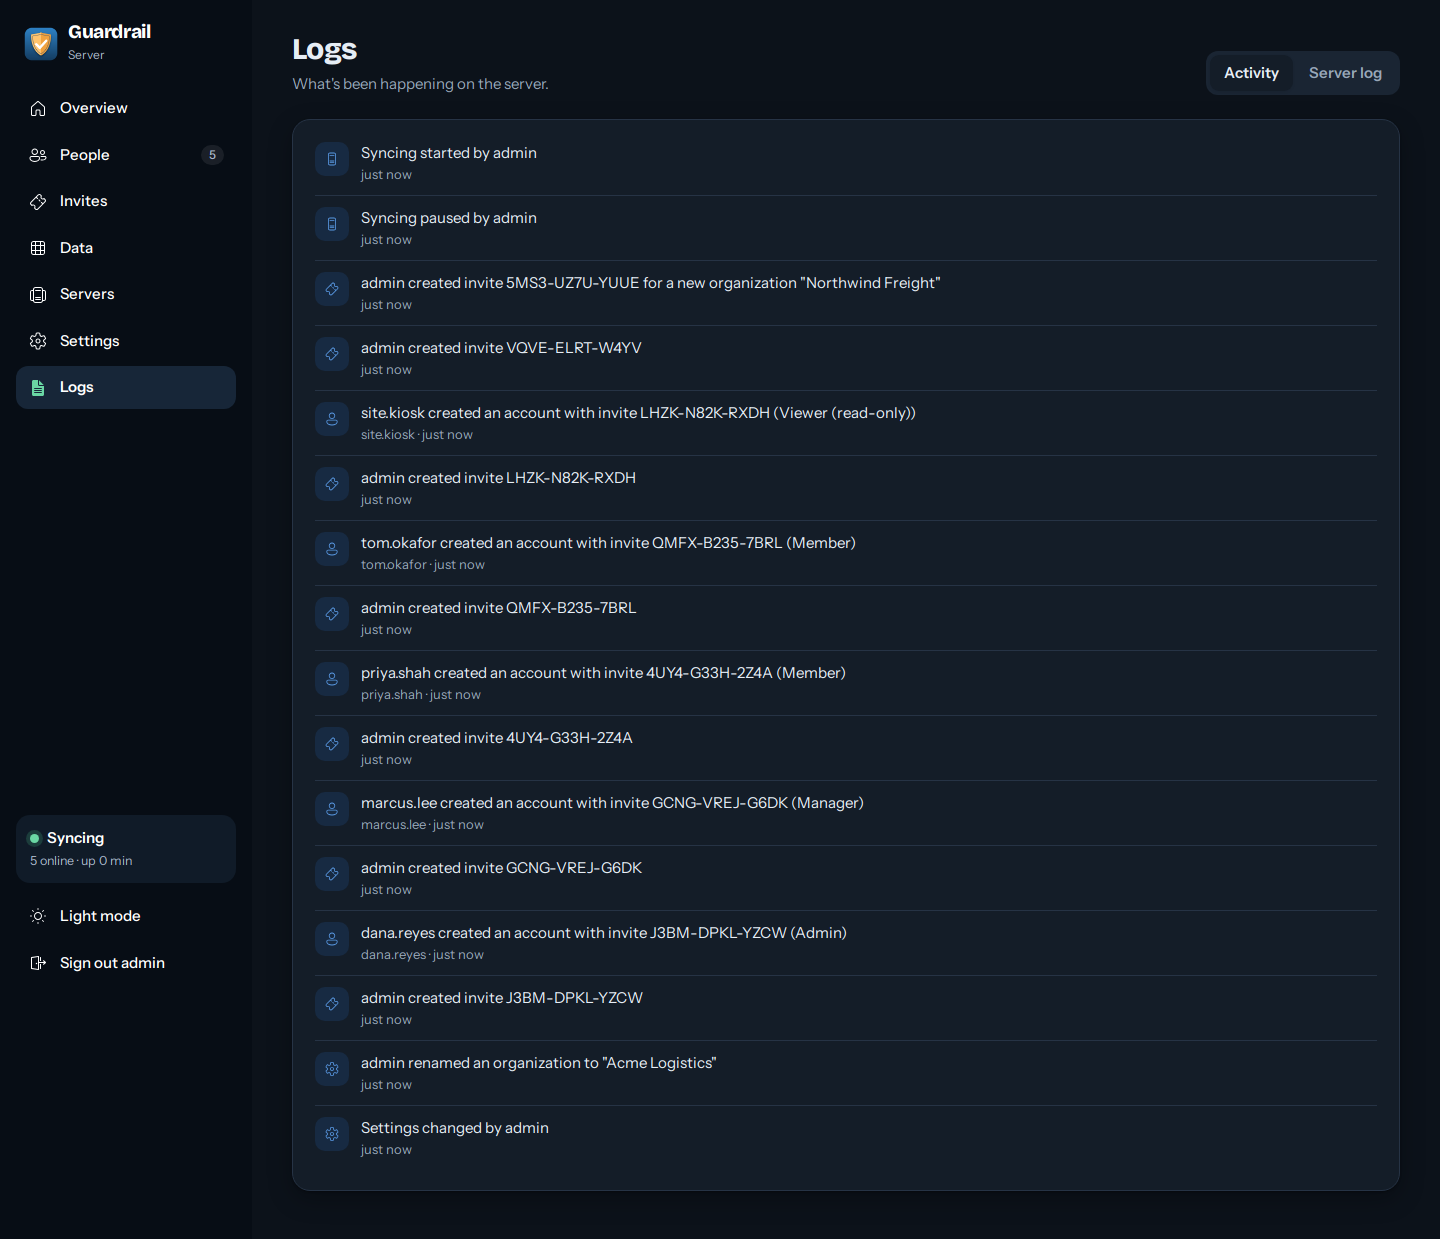 Guardrail
Server
Overview
People 5
Invites
Data
Servers
Settings
Logs
Syncing
5 online · up 0 min
Light mode
Sign out admin
Logs
What's been happening on the server.
Activity Server log
Syncing started by admin
just now
Syncing paused by admin
just now
admin created invite 5MS3-UZ7U-YUUE for a new organization "Northwind Freight"
just now
admin created invite VQVE-ELRT-W4YV
just now
site.kiosk created an account with invite LHZK-N82K-RXDH (Viewer (read-only))
site.kiosk · just now
admin created invite LHZK-N82K-RXDH
just now
tom.okafor created an account with invite QMFX-B235-7BRL (Member)
tom.okafor · just now
admin created invite QMFX-B235-7BRL
just now
priya.shah created an account with invite 4UY4-G33H-2Z4A (Member)
priya.shah · just now
admin created invite 4UY4-G33H-2Z4A
just now
marcus.lee created an account with invite GCNG-VREJ-G6DK (Manager)
marcus.lee · just now
admin created invite GCNG-VREJ-G6DK
just now
dana.reyes created an account with invite J3BM-DPKL-YZCW (Admin)
dana.reyes · just now
admin created invite J3BM-DPKL-YZCW
just now
admin renamed an organization to "Acme Logistics"
just now
Settings changed by admin
just now